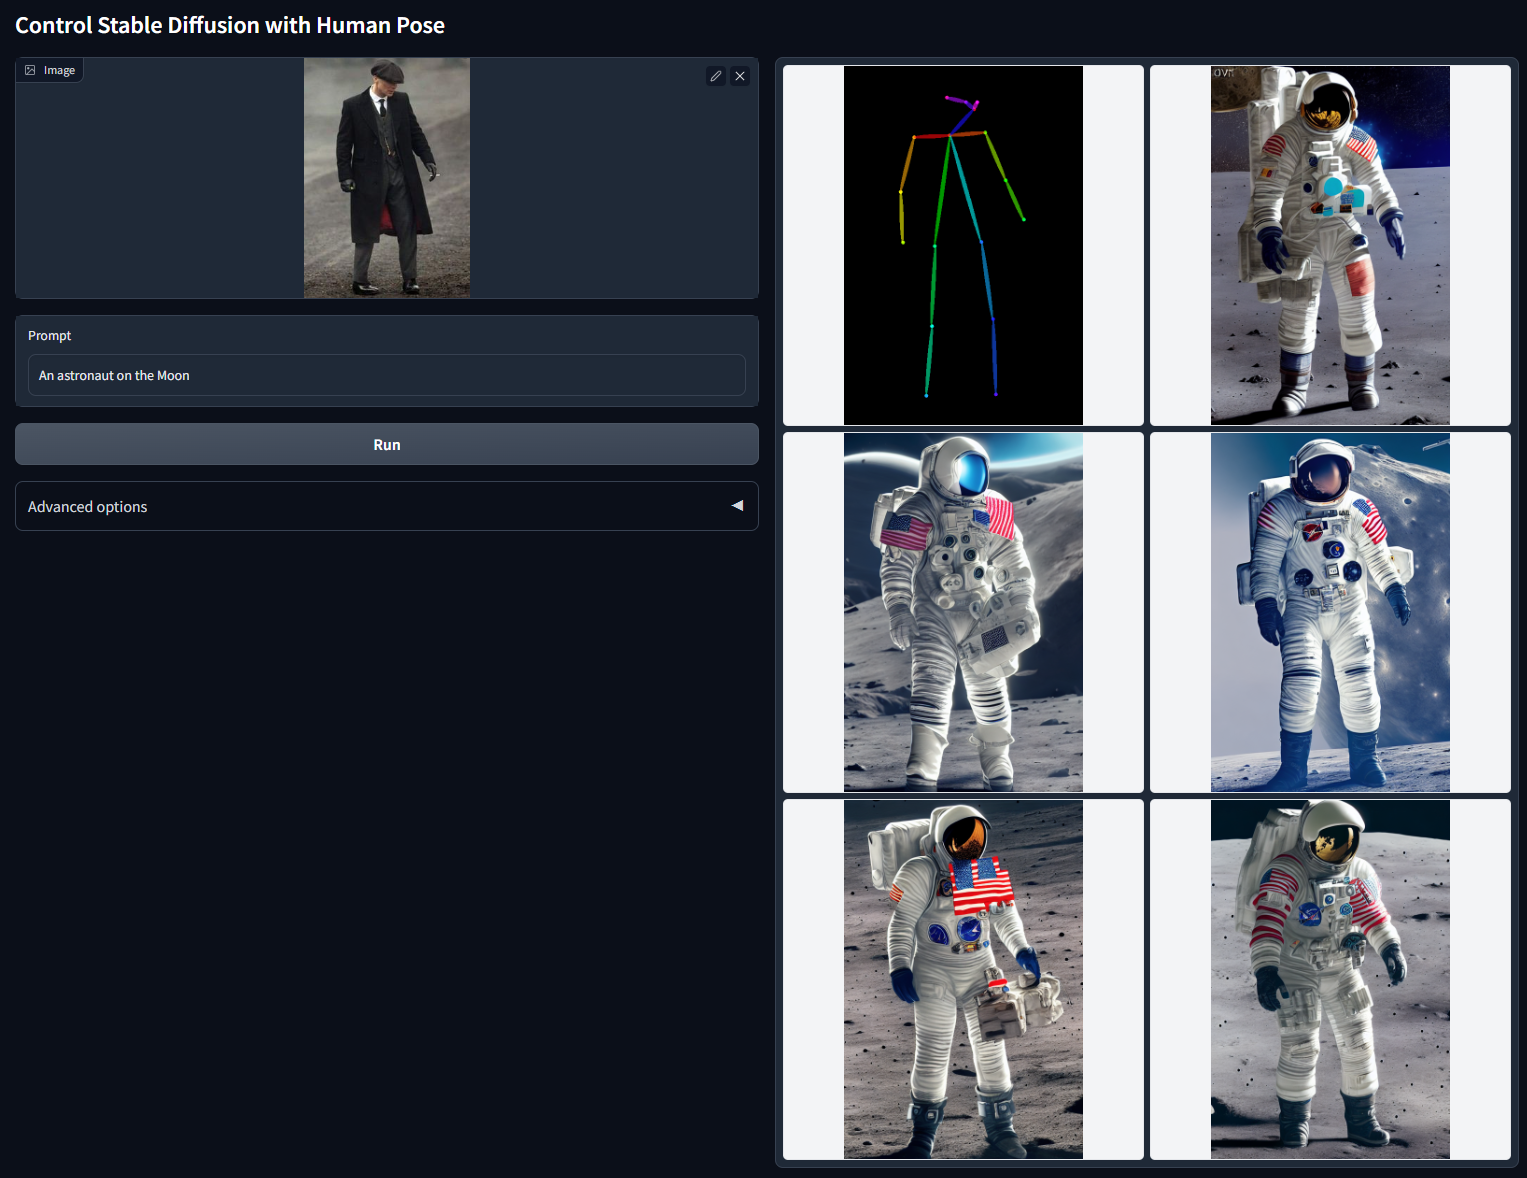 Control Stable Diffusion with Human Pose
Image
Prompt
An astronaut on the Moon
Run
Advanced options